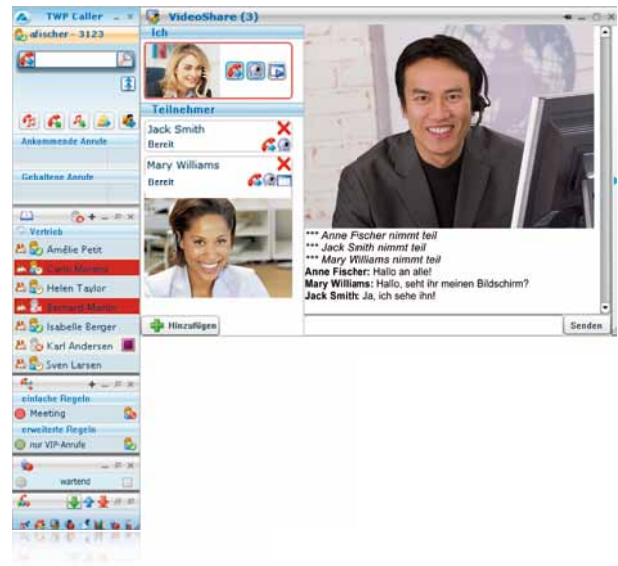 TWP Caller
afischer - 3123
Ankommende Anrufe
Gehaltene Anrufe
Vertrieb
Amélie Petit
Carlo Moreno
Helen Taylor
Bernard Martin
Isabelle Berger
Karl Andersen
Sven Larsen
einfache Regeln
Meeting
erweiterte Regeln
nur VIP-Anrufe
wartend
VideoShare (3)
Ich
Teilnehmer
Jack Smith
Bereit
Mary Williams
Bereit
Hinzufügen
*** Anne Fischer nimmt teil
*** Jack Smith nimmt teil
*** Mary Williams nimmt teil
Anne Fischer: Hallo an alle!
Mary Williams: Hallo, seht ihr meinen Bildschirm?
Jack Smith: Ja, ich sehe ihn!
Senden